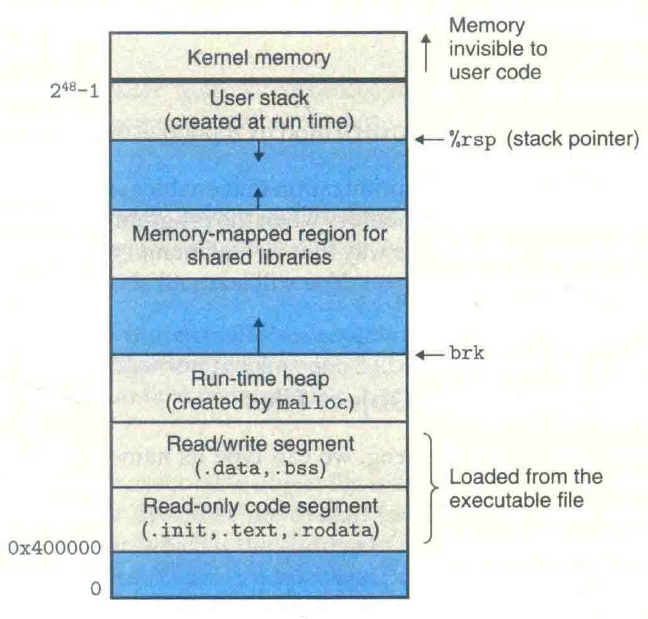 Memory
invisible to
user code
Kernel memory
2⁴⁸−1
User stack
(created at run time)
%rsp (stack pointer)
Memory-mapped region for
shared libraries
brk
Run-time heap
(created by malloc)
Read/write segment
(.data,.bss)
Loaded from the
executable file
Read-only code segment
(.init,.text,.rodata)
0x400000
0